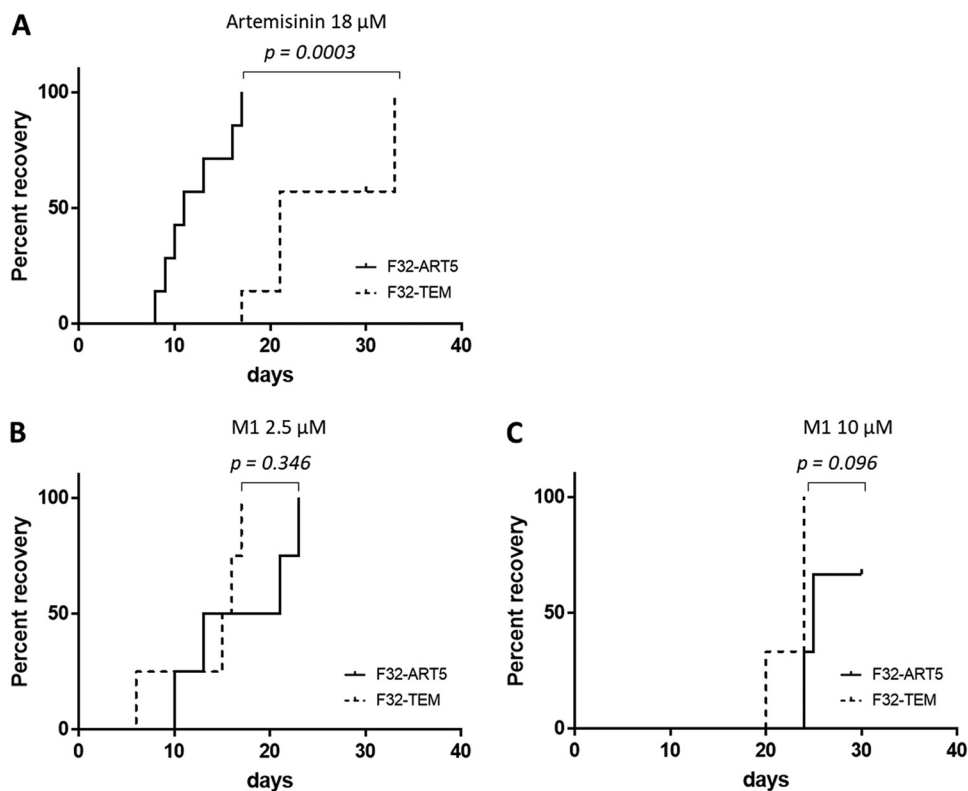 A
Artemisinin 18 µM
p = 0.0003
Percent recovery
100
50
0
F32-ART5
F32-TEM
0 10 20 30 40
days
B
M1 2.5 µM
p = 0.346
Percent recovery
100
50
0
F32-ART5
F32-TEM
0 10 20 30 40
days
C
M1 10 µM
p = 0.096
Percent recovery
100
50
0
F32-ART5
F32-TEM
0 10 20 30 40
days